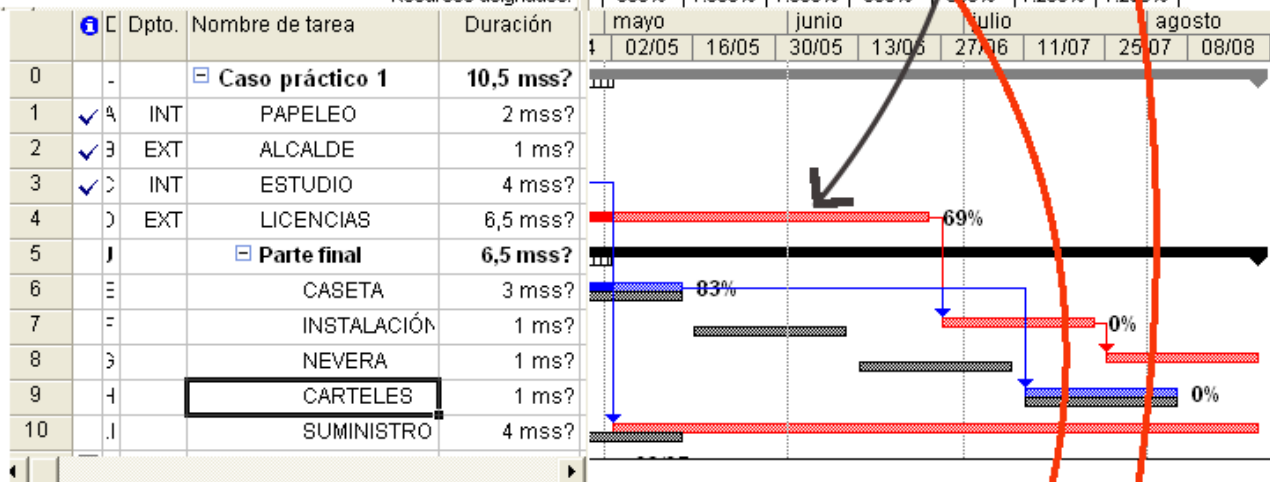 mayo junio julio agosto
D Dpto. Nombre de tarea Duración
02/05 16/05 30/05 13/06 27/06 11/07 25/07 08/08
0 Caso práctico 1 10,5 mss?
1 A INT PAPELEO 2 mss?
2 B EXT ALCALDE 1 ms?
3 C INT ESTUDIO 4 mss?
4 D EXT LICENCIAS 6,5 mss? 69%
5 Parte final 6,5 mss?
6 E CASETA 3 mss? 83%
7 F INSTALACIÓN 1 ms? 0%
8 G NEVERA 1 ms?
9 H CARTELES 1 ms? 0%
10 SUMINISTRO 4 mss?